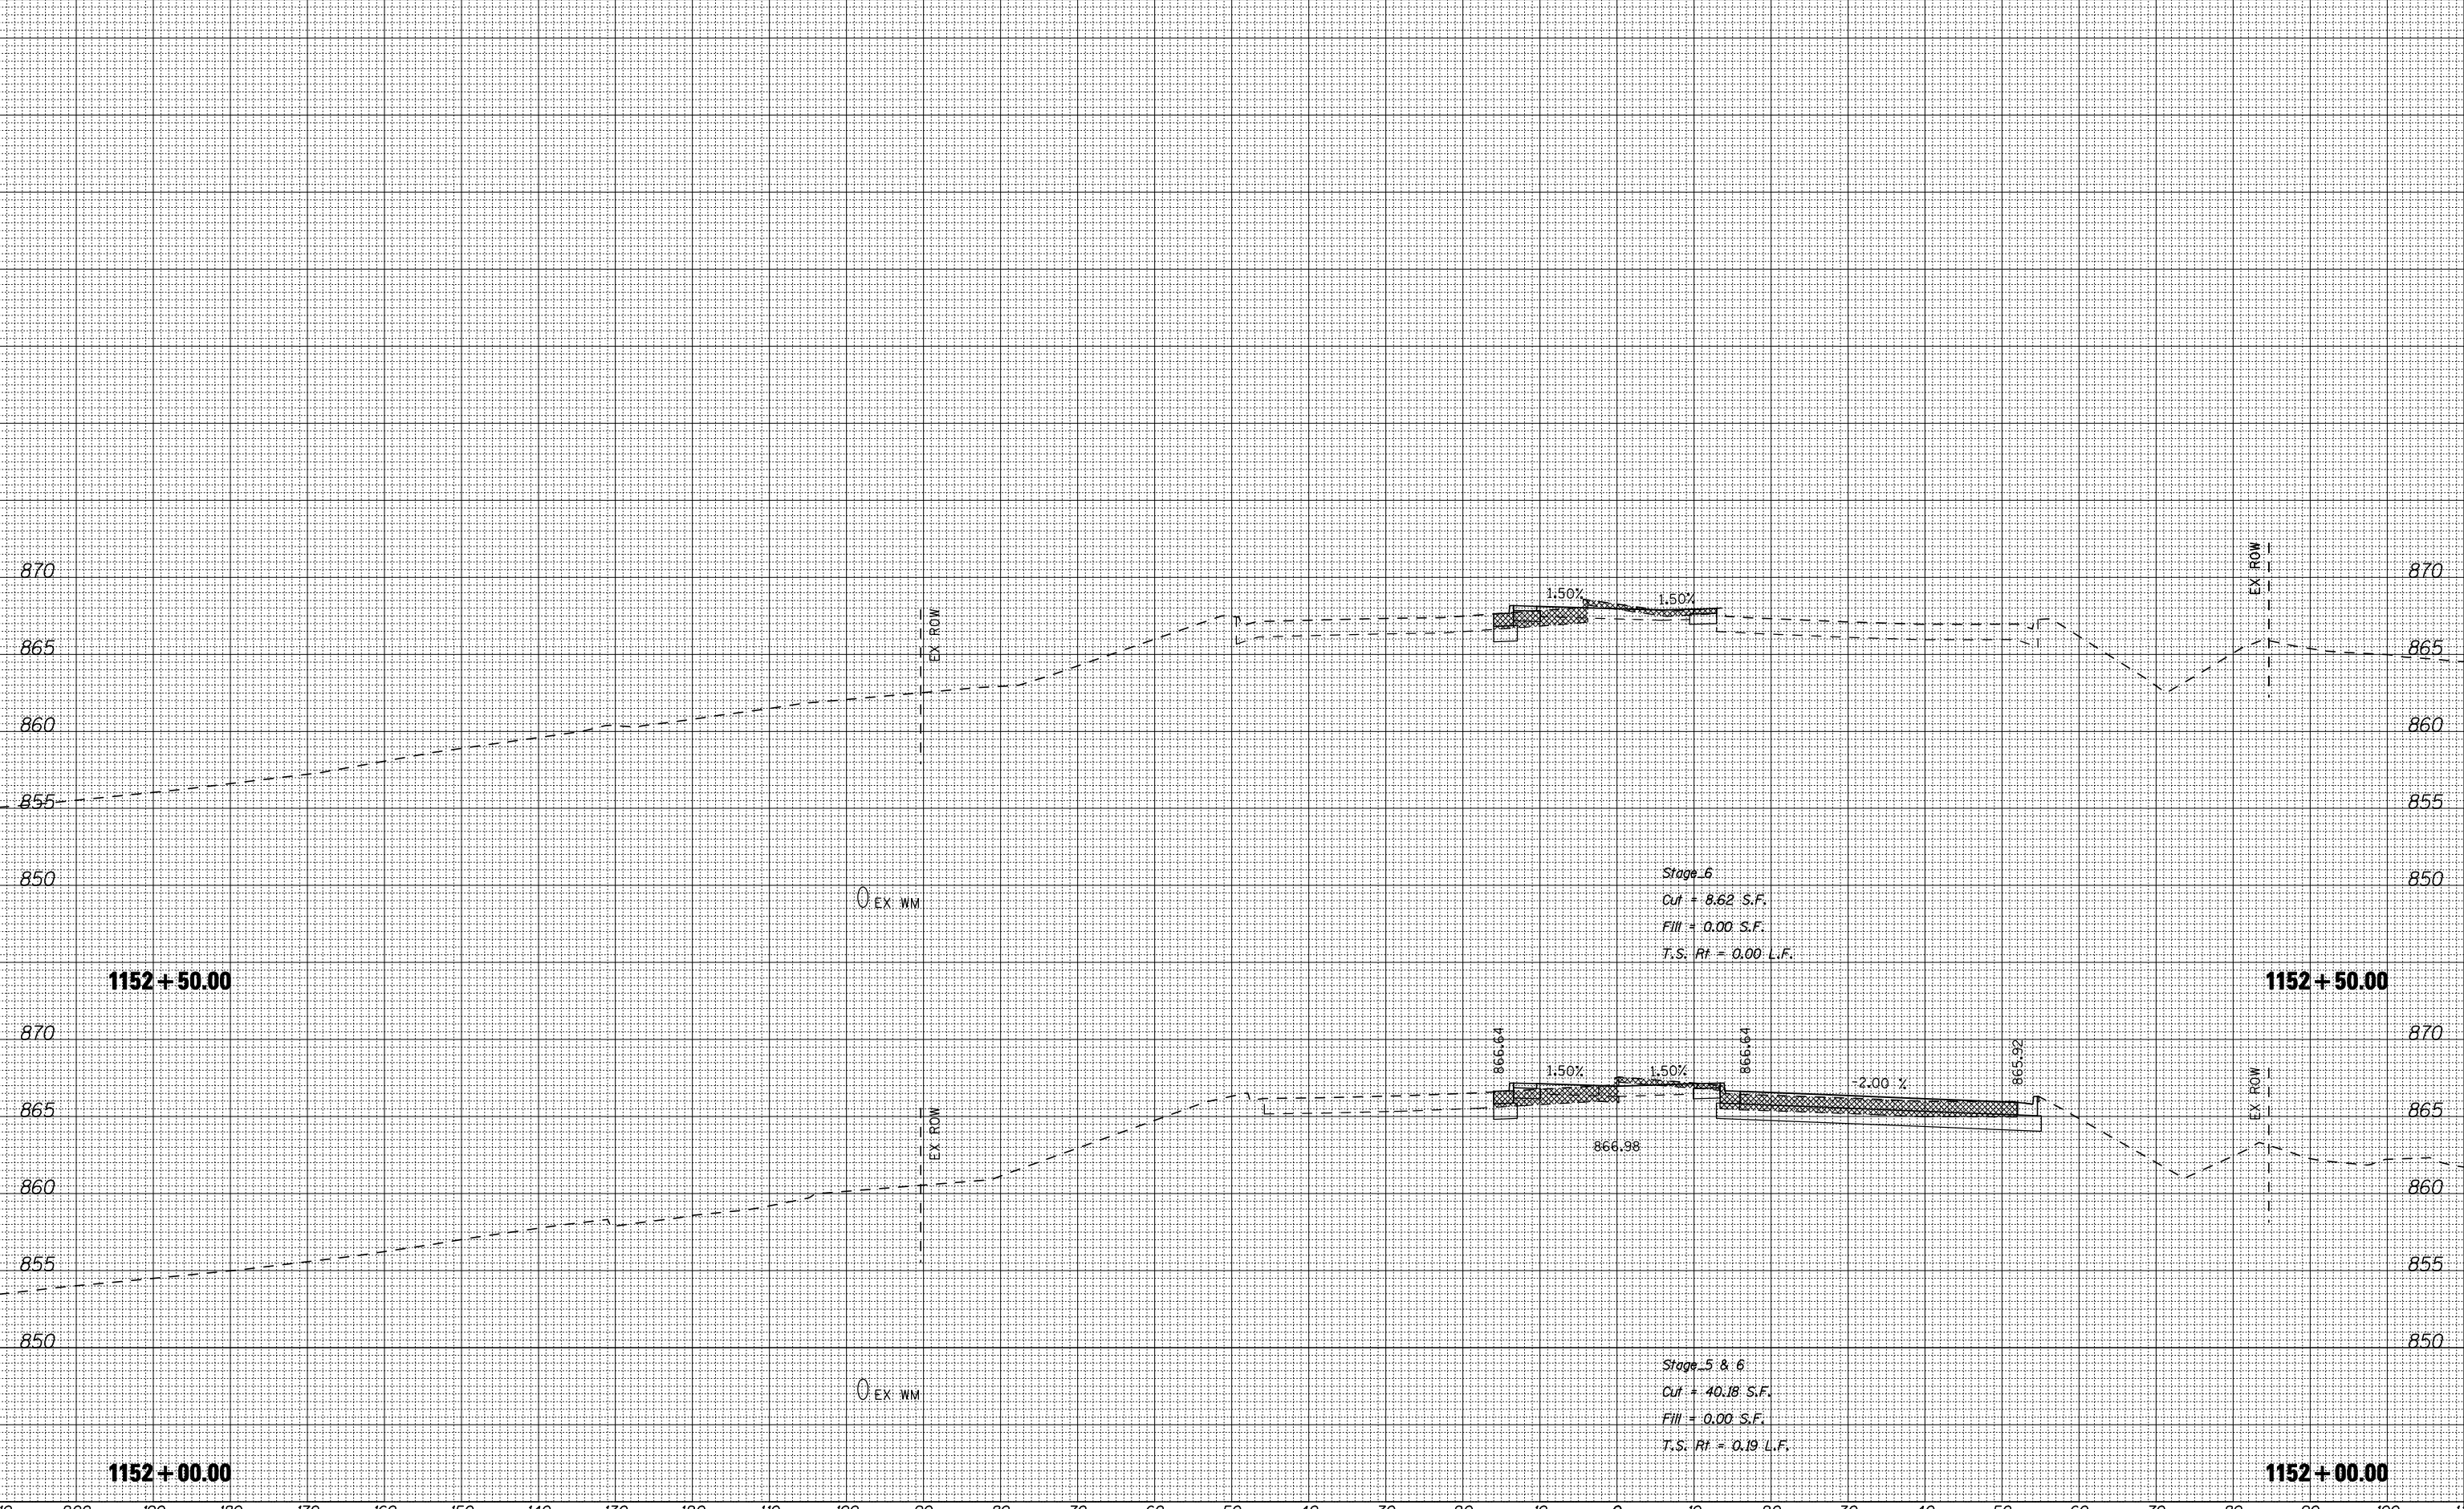 870
870
EX ROW
EX ROW
1.50%
1.50%
865
865
860
860
855
855
850
850
EX WM
Stage_6
Cut = 8.62 S.F.
Fill = 0.00 S.F.
T.S. Rt = 0.00 L.F.
1152+50.00
1152+50.00
870
870
866.64
866.64
865.92
1.50%
1.50%
-2.00 %
EX ROW
EX ROW
865
865
866.98
860
860
855
855
850
850
EX WM
Stage_5 & 6
Cut = 40.18 S.F.
Fill = 0.00 S.F.
T.S. Rt = 0.19 L.F.
1152+00.00
1152+00.00